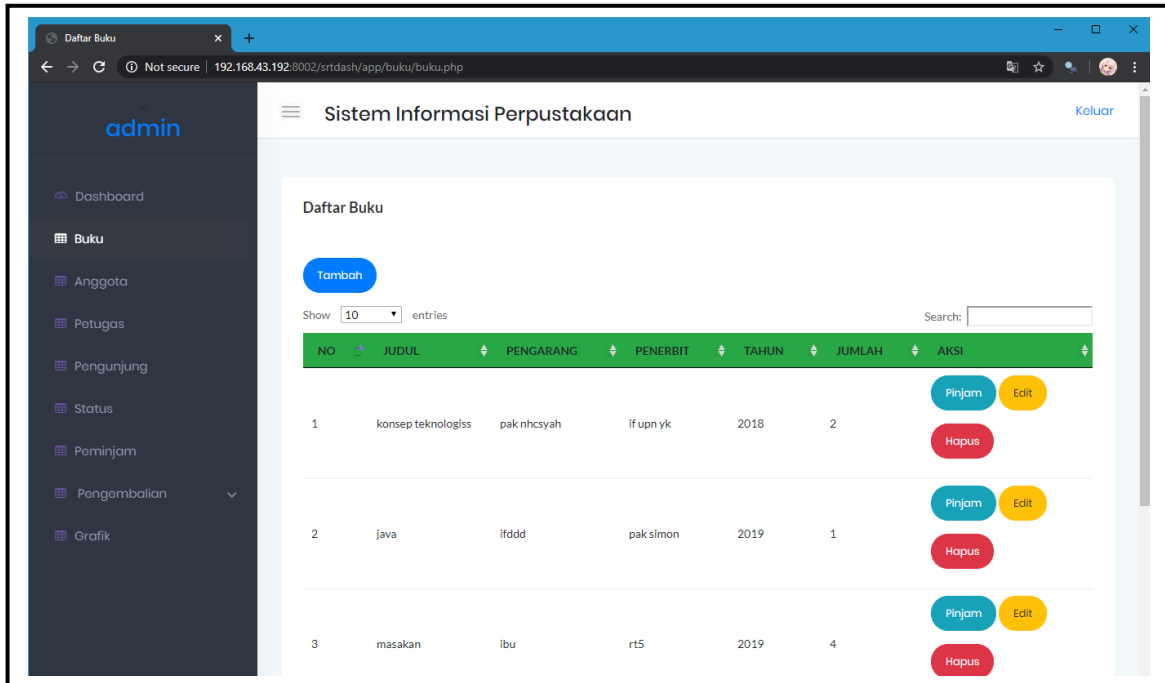 Daftar Buku
Not secure | 192.168.43.192:8002/srtdash/app/buku/buku.php
admin
Sistem Informasi Perpustakaan
Keluar
Dashboard
Buku
Anggota
Petugas
Pengunjung
Status
Peminjam
Pengembalian
Grafik
Daftar Buku
Tambah
Show 10 entries
Search:
NO JUDUL PENGARANG PENERBIT TAHUN JUMLAH AKSI
Pinjam Edit
1 konsep teknologiss pak nhcsyah if upn yk 2018 2
Hapus
Pinjam Edit
2 java ifddd pak simon 2019 1
Hapus
Pinjam Edit
3 masakan ibu rt5 2019 4
Hapus